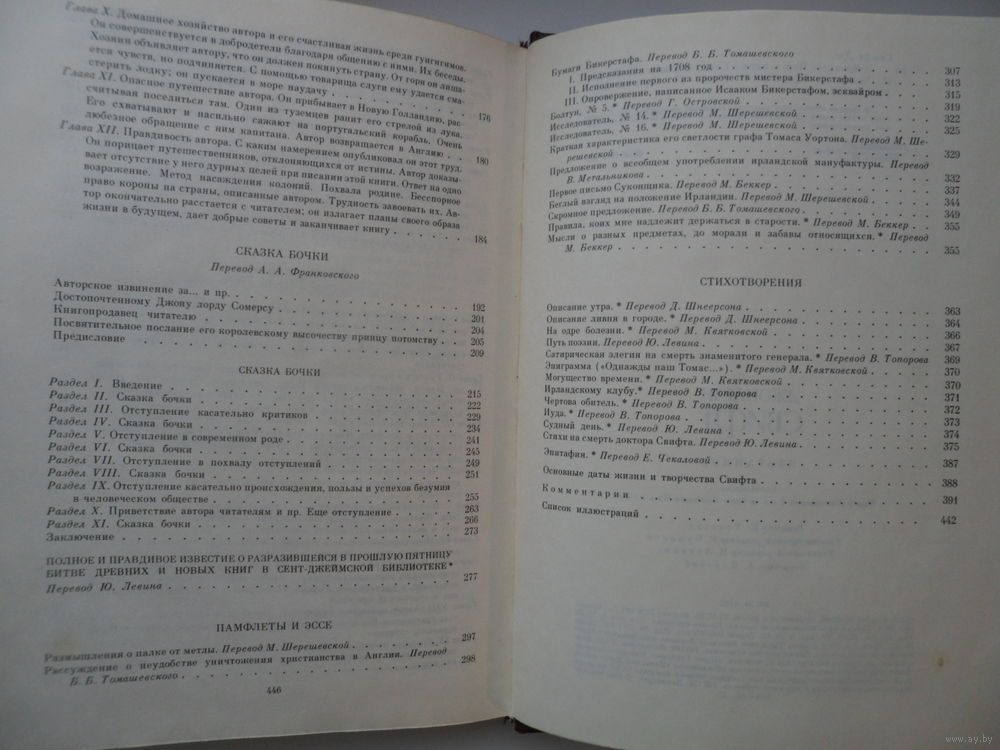 Глава X. Домашнее хозяйство автора и его счастливая жизнь среди гуигнгнмов.
Он совершенствуется в добродетели благодаря общению с ними. Их беседы.
Хозяин объявляет автору, что он должен покинуть страну. От горя он лиша-
ется чувств, но подчиняется. С помощью товарища слуги ему удается сма-
стерить лодку; он пускается в море наудачу . . . . . . . . . . 176
Глава XI. Опасное путешествие автора. Он прибывает в Новую Голландию, рас-
считывая поселиться там. Один из туземцев ранит его стрелой из лука.
Его схватывают и насильно сажают на португальский корабль. Очень
любезное обращение с ним капитана. Автор возвращается в Англию . . . 180
Глава XII. Правдивость автора. С каким намерением опубликовал он этот труд.
Он порицает путешественников, отклоняющихся от истины. Автор доказы-
вает отсутствие у него дурных целей при писании этой книги. Ответ на одно
возражение. Метод насаждения колоний. Похвала родине. Бесспорное
право короны на страны, описанные автором. Трудность завоевать их. Ав-
тор окончательно расстается с читателем; он излагает планы своего образа
жизни в будущем, дает добрые советы и заканчивает книгу . . . . . 184
СКАЗКА БОЧКИ
Перевод А. А. Франковского
Авторское извинение за... и пр. . . . . . . . . . . 192
Достопочтенному Джону лорду Сомерсу . . . . . . . . . 201
Книгопродавец читателю . . . . . . . . . . 204
Посвятительное послание его королевскому высочеству принцу потомству . . 205
Предисловие . . . . . . . . . . 209
СКАЗКА БОЧКИ
Раздел I. Введение . . . . . . . . . . 215
Раздел II. Сказка бочки . . . . . . . . . . 222
Раздел III. Отступление касательно критиков . . . . . . . . 229
Раздел IV. Сказка бочки . . . . . . . . . . 234
Раздел V. Отступление в современном роде . . . . . . . . 241
Раздел VI. Сказка бочки . . . . . . . . . . 245
Раздел VII. Отступление в похвалу отступлений . . . . . . . 249
Раздел VIII. Сказка бочки . . . . . . . . . . 251
Раздел IX. Отступление касательно происхождения, пользы и успехов безумия
в человеческом обществе . . . . . . . . . . 255
Раздел X. Приветствие автора читателям и пр. Еще отступление . . . . 263
Раздел XI. Сказка бочки . . . . . . . . . . 266
Заключение . . . . . . . . . . 273
ПОЛНОЕ И ПРАВДИВОЕ ИЗВЕСТИЕ О РАЗРАЗИВШЕЙСЯ В ПРОШЛУЮ ПЯТНИЦУ
БИТВЕ ДРЕВНИХ И НОВЫХ КНИГ В СЕНТ-ДЖЕЙМСКОЙ БИБЛИОТЕКЕ*
Перевод Ю. Левина . . . . . . . . . . 277
ПАМФЛЕТЫ И ЭССЕ
Размышления о палке от метлы. Перевод М. Шерешевской . . . . . . 297
Рассуждение о неудобстве уничтожения христианства в Англии. Перевод
Б. Б. Томашевского . . . . . . . . . . 298
446
Бумаги Бикерстафа. Перевод Б. Б. Томашевского
I. Предсказания на 1708 год . . . . . . . . . . 307
II. Исполнение первого из пророчеств мистера Бикерстафа . . . . . 313
III. Опровержение, написанное Исааком Бикерстафом, эсквайром . . . 315
Болтун, № 5. * Перевод Г. Островской . . . . . . . . 319
Исследователь, № 14. * Перевод М. Шерешевской . . . . . . 322
Исследователь, № 16. * Перевод М. Шерешевской . . . . . . 325
Краткая характеристика его светлости графа Томаса Уортона. Перевод М. Ше-
решевской . . . . . . . . . . 329
Предложение о всеобщем употреблении ирландской мануфактуры. Перевод
В. Метальникова . . . . . . . . . . 332
Первое письмо Суконщика. Перевод М. Беккер . . . . . . . 337
Беглый взгляд на положение Ирландии. Перевод М. Шерешевской . . . 344
Скромное предложение. Перевод Б. Б. Томашевского . . . . . . 349
Правила, коих мне надлежит держаться в старости. * Перевод М. Беккер . . 355
Мысли о разных предметах, до морали и забавы относящихся. * Перевод
М. Беккер . . . . . . . . . . 355
СТИХОТВОРЕНИЯ
Описание утра. * Перевод Д. Шнеерсона . . . . . . . . 363
Описание ливня в городе. * Перевод Д. Шнеерсона . . . . . . 364
На одре болезни. * Перевод М. Квятковской . . . . . . . 366
Путь поэзии. Перевод Ю. Левина . . . . . . . . . 367
Сатирическая элегия на смерть знаменитого генерала. * Перевод В. Топорова 369
Эпиграмма («Однажды наш Томас...»). * Перевод М. Квятковской . . . 370
Могущество времени. * Перевод М. Квятковской . . . . . . 370
Ирландскому клубу. * Перевод В. Топорова . . . . . . . 371
Чертова обитель. * Перевод В. Топорова . . . . . . . . 372
Иуда. * Перевод В. Топорова . . . . . . . . . 373
Судный день. * Перевод Ю. Левина . . . . . . . . . 374
Стихи на смерть доктора Свифта. Перевод Ю. Левина . . . . . . 375
Эпитафия. * Перевод Е. Чекаловой . . . . . . . . . 387
Основные даты жизни и творчества Свифта . . . . . . . . 388
Комментарии . . . . . . . . . . 391
Список иллюстраций . . . . . . . . . . 442
www.ay.by